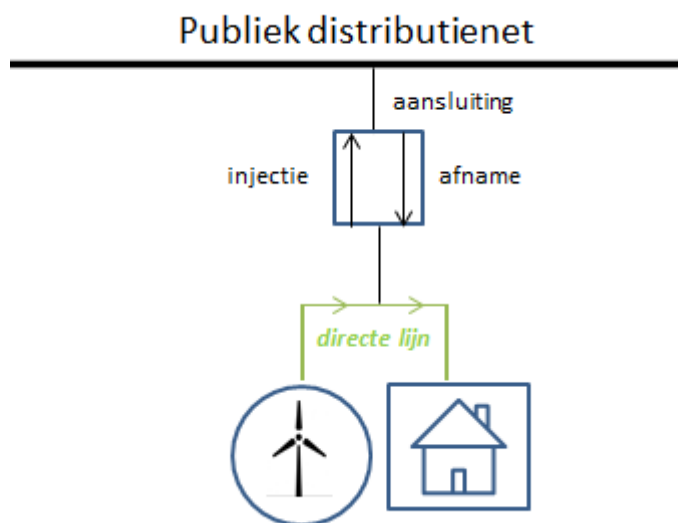 Publiek distributienet
aansluiting
injectie
afname
directe lijn